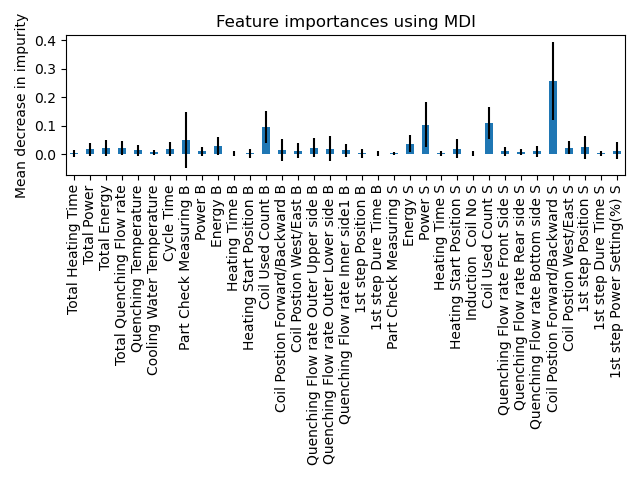 Feature importances using MDI
Mean decrease in impurity
0.4
0.3
0.2
0.1
0.0
Total Heating Time
Total Power
Total Energy
Total Quenching Flow rate
Quenching Temperature
Cooling Water Temperature
Cycle Time
Part Check Measuring B
Power B
Energy B
Heating Time B
Heating Start Position B
Coil Used Count B
Coil Postion Forward/Backward B
Coil Postion West/East B
Quenching Flow rate Outer Upper side B
Quenching Flow rate Outer Lower side B
Quenching Flow rate Inner side1 B
1st step Position B
1st step Dure Time B
Part Check Measuring S
Energy S
Power S
Heating Time S
Heating Start Position S
Induction  Coil No S
Coil Used Count S
Quenching Flow rate Front Side S
Quenching Flow rate Rear side S
Quenching Flow rate Bottom side S
Coil Postion Forward/Backward S
Coil Postion West/East S
1st step Position S
1st step Dure Time S
1st step Power Setting(%) S